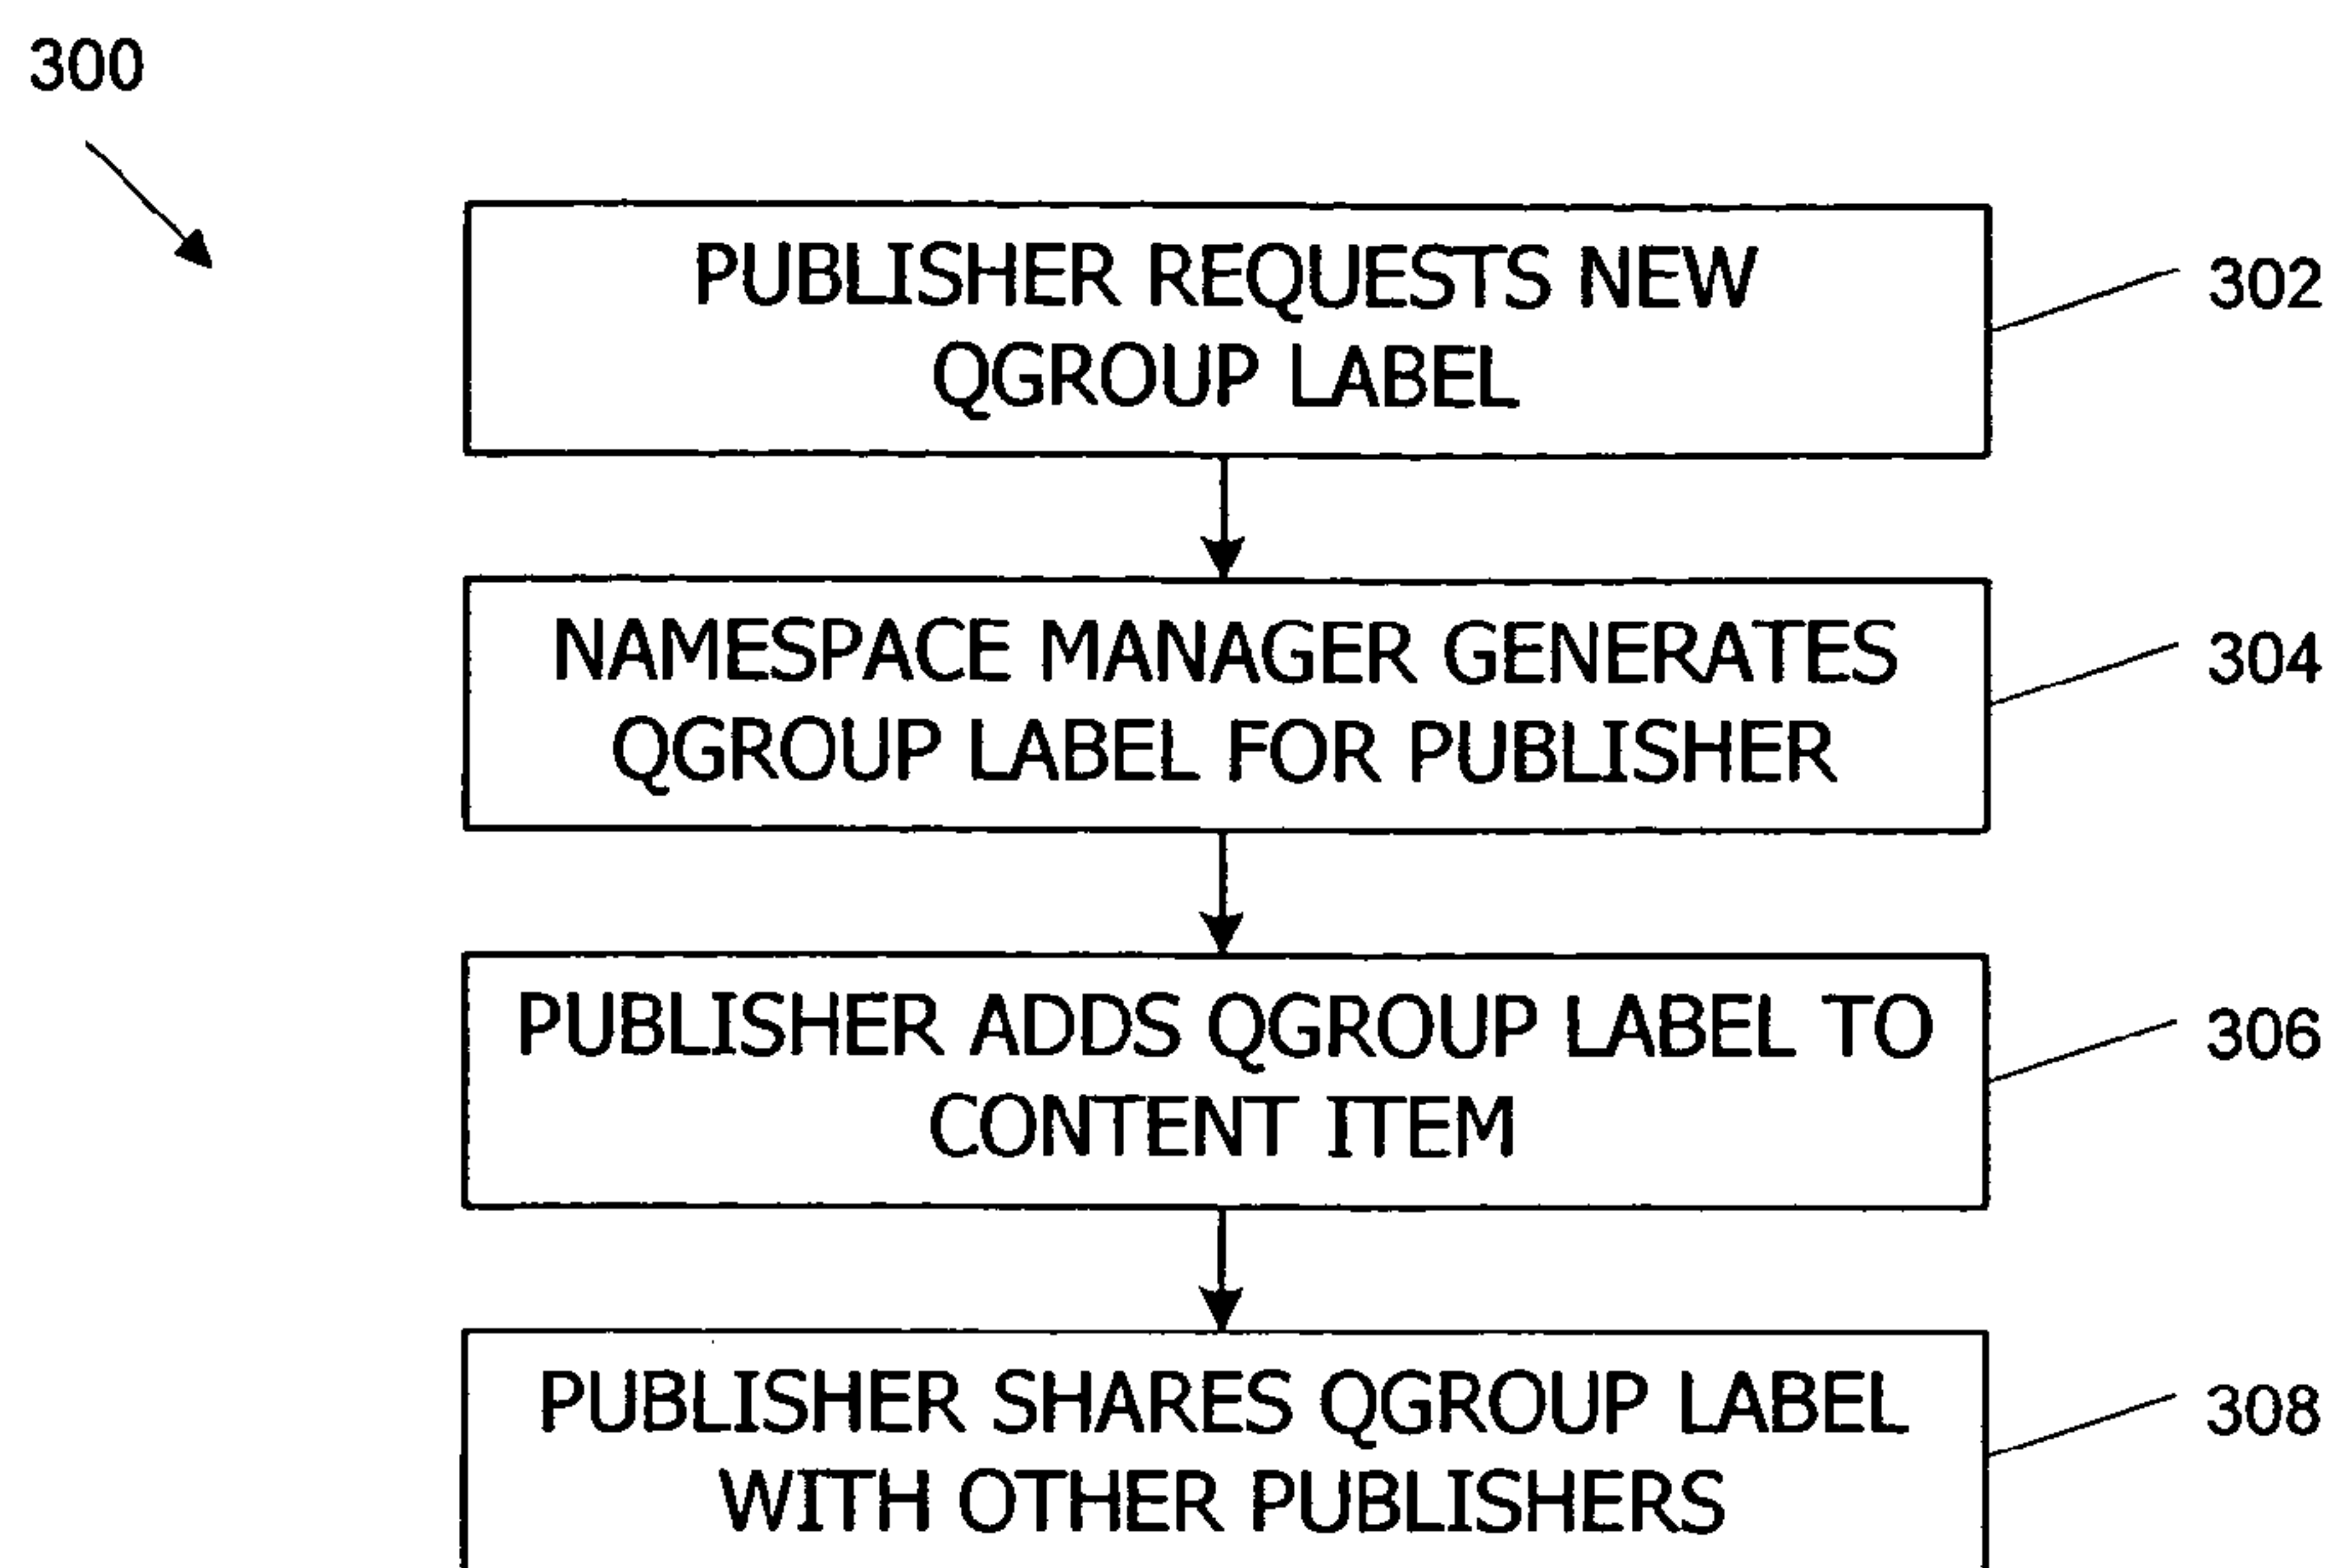 300
PUBLISHER REQUESTS NEW
QGROUP LABEL
302
NAMESPACE MANAGER GENERATES
QGROUP LABEL FOR PUBLISHER
304
PUBLISHER ADDS QGROUP LABEL TO
CONTENT ITEM
306
PUBLISHER SHARES QGROUP LABEL
WITH OTHER PUBLISHERS
308